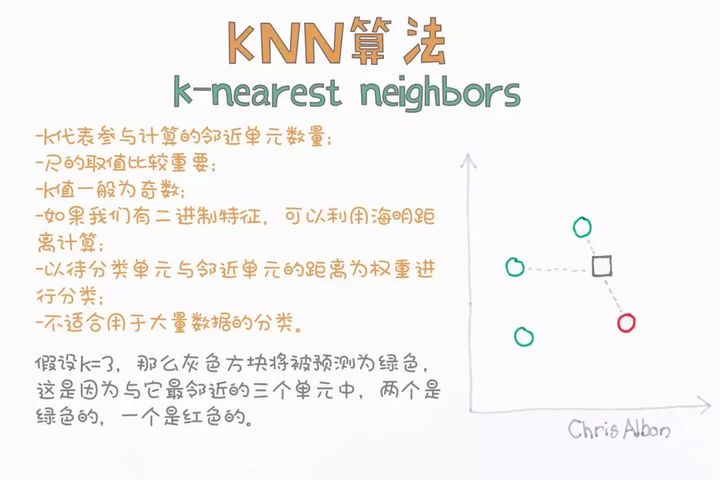 KNN算法
k-nearest neighbors
-K代表参与计算的邻近单元数量;
-尺的取值比较重要;
-K值一般为奇数;
-如果我们有二进制特征，可以利用海明距
离计算;
-以待分类单元与邻近单元的距离为权重进
行分类;
-不适合用于大量数据的分类。
假设K=3，那么灰色方块将被预测为绿色，
这是因为与它最邻近的三个单元中，两个是
绿色的，一个是红色的。
Chris Albon